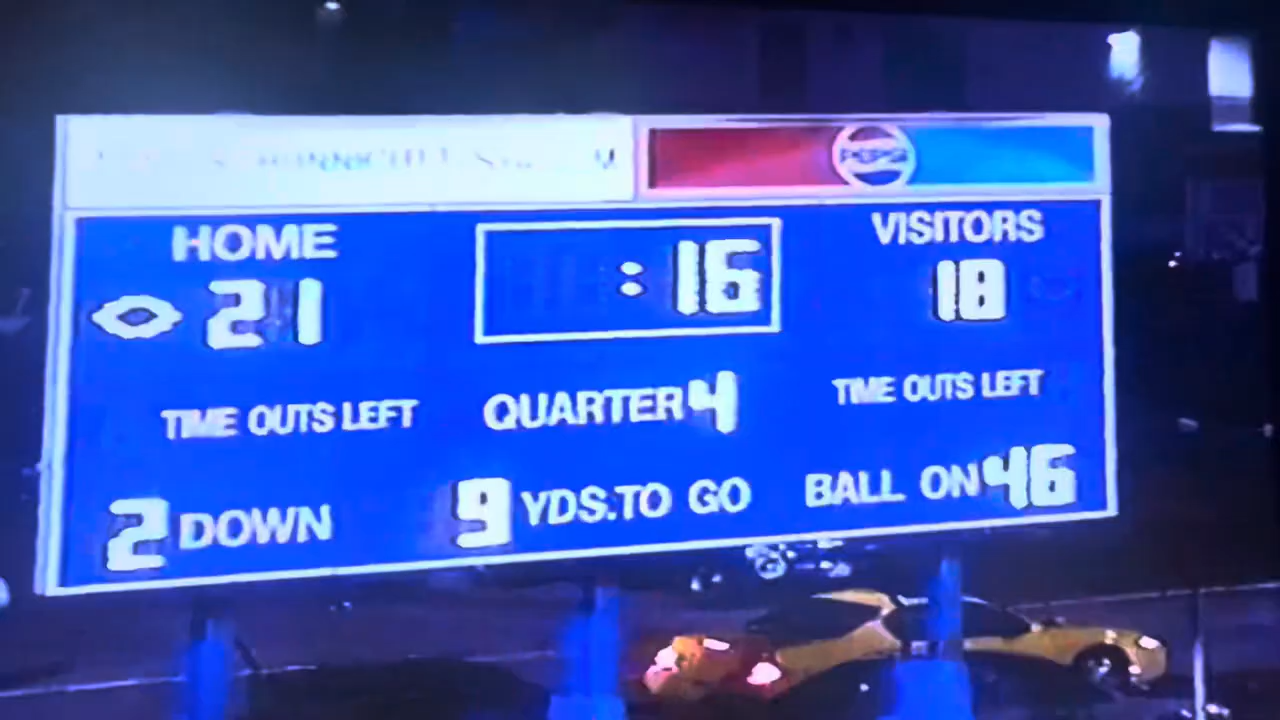 PEPSI
HOME
:16
VISITORS
21
18
TIME OUTS LEFT
QUARTER 4
TIME OUTS LEFT
2 DOWN
9 YDS. TO GO
BALL ON 46